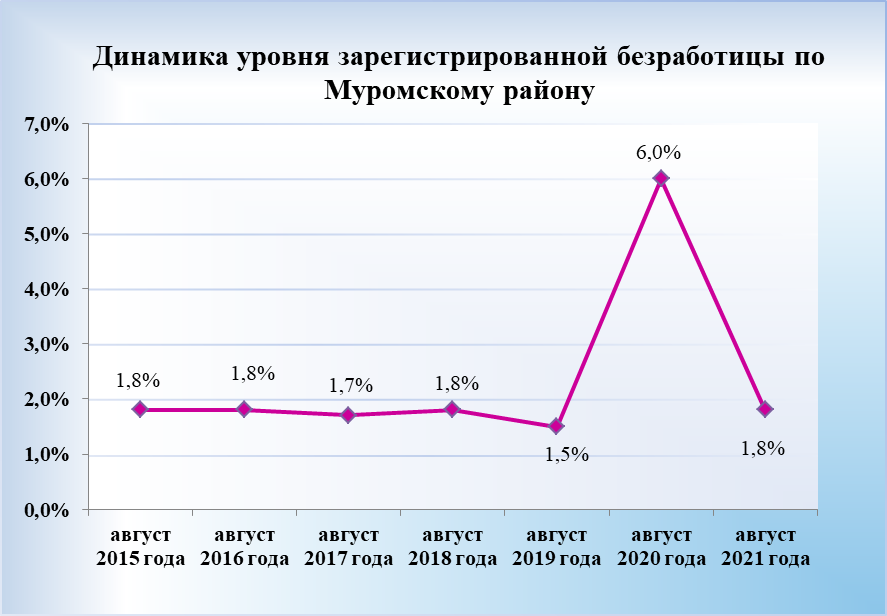 Динамика уровня зарегистрированной безработицы по
Муромскому району
7,0%
6,0%
5,0%
4,0%
3,0%
2,0%
1,0%
0,0%
1,8%
1,8%
1,7%
1,8%
1,5%
6,0%
1,8%
август
2015 года
август
2016 года
август
2017 года
август
2018 года
август
2019 года
август
2020 года
август
2021 года